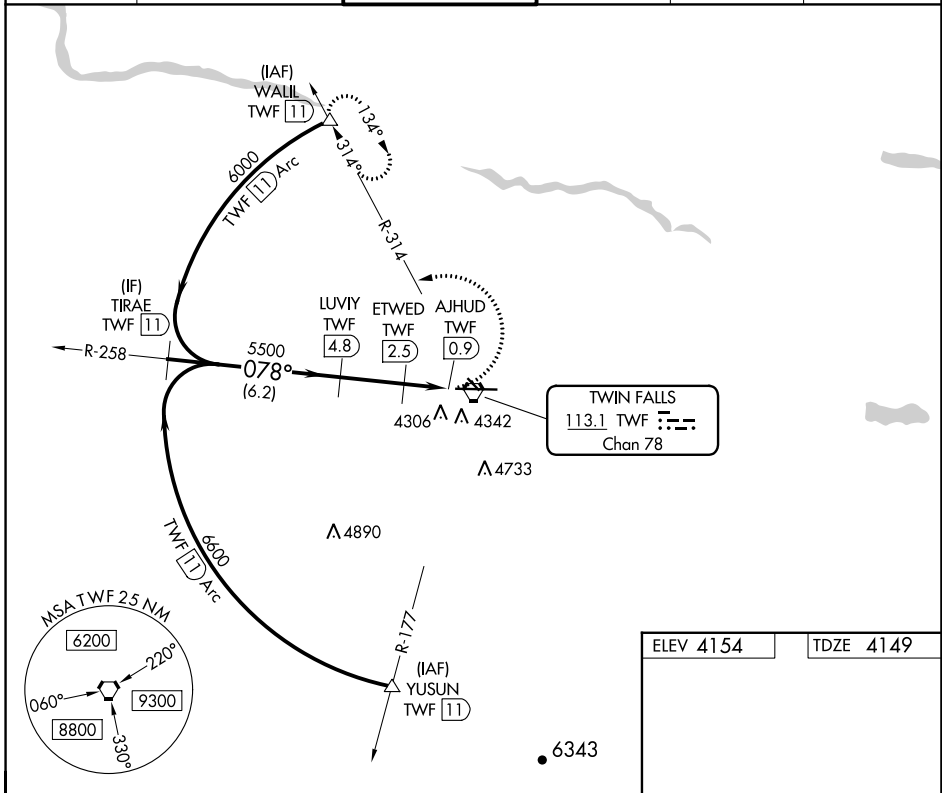 (IAF)
WALIL
TWF 11
134°
314°
6000
TWF 11 Arc
R-314
(IF)
TIRAE
TWF 11
R-258
5500
078°
(6.2)
LUVIY
TWF
4.8
ETWED
TWF
2.5
AJHUD
TWF
0.9
TWIN FALLS
113.1 TWF
Chan 78
4306
4342
4733
4890
6600
TWF 11 Arc
R-177
(IAF)
YUSUN
TWF 11
MSA TWF 25 NM
6200
220°
060°
9300
8800
330°
6343
ELEV 4154
TDZE 4149